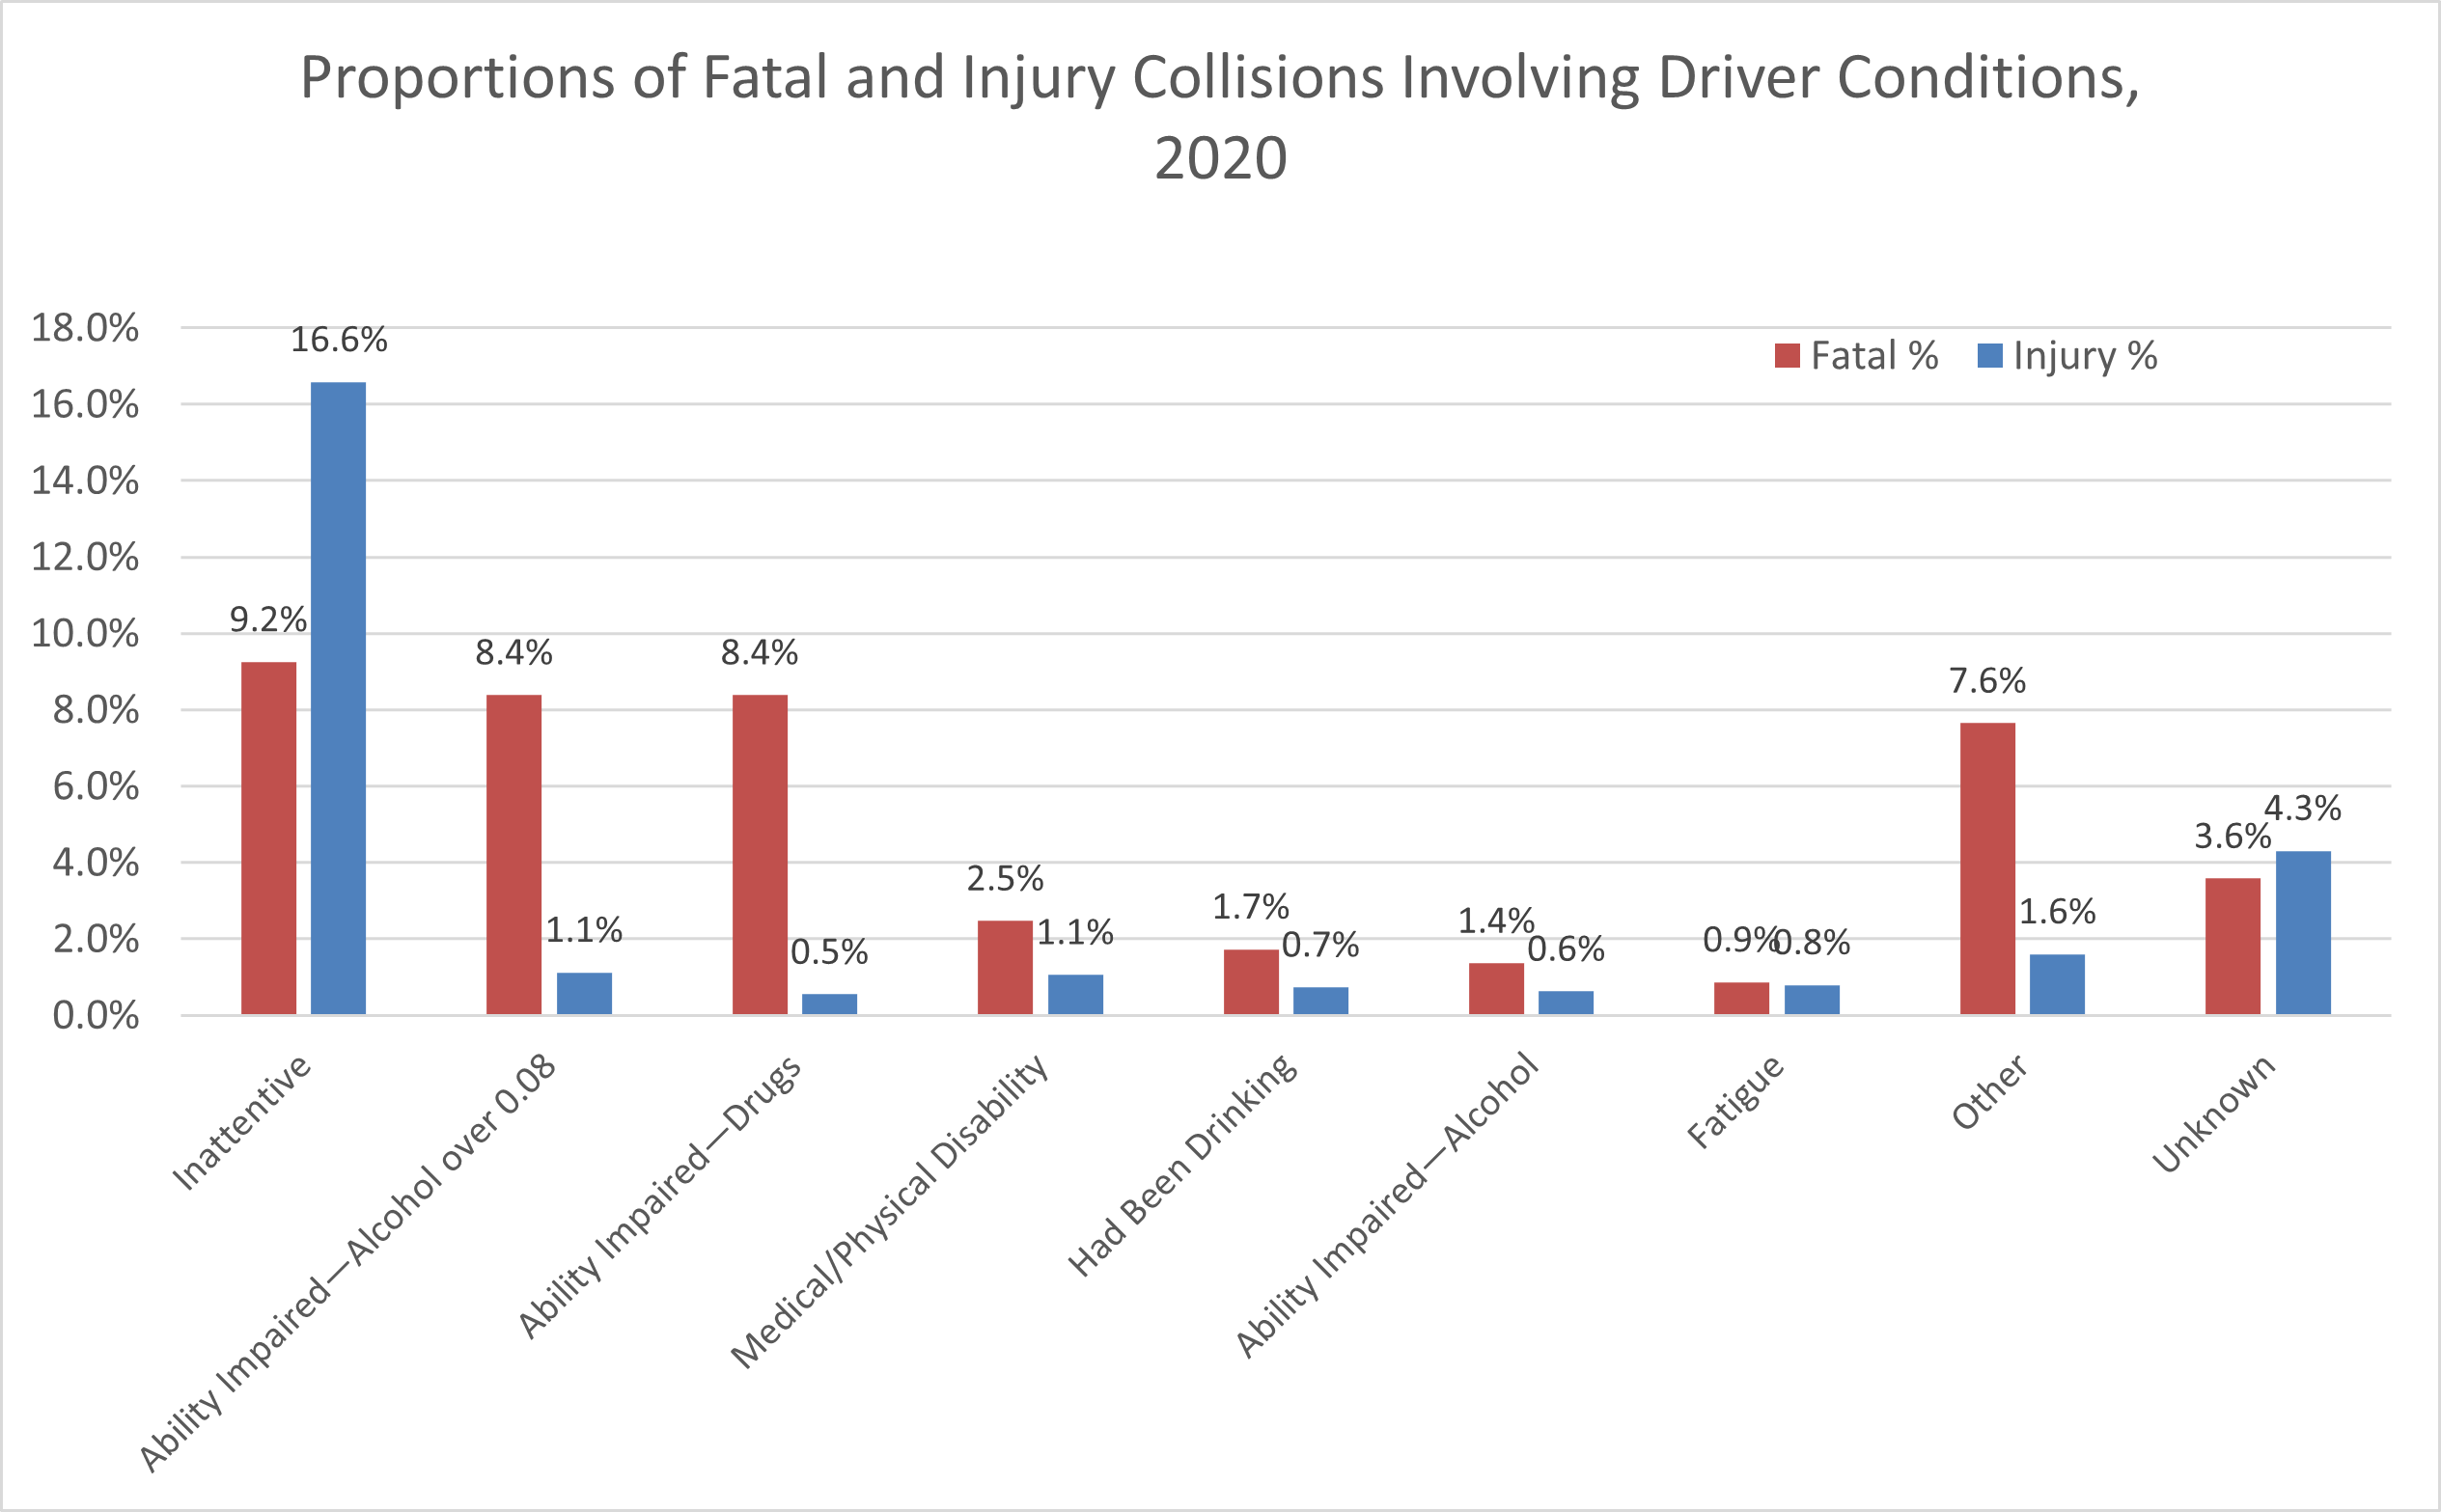 Proportions of Fatal and Injury Collisions Involving Driver Conditions,
2020
Fatal %
Injury %
18.0%
16.0%
14.0%
12.0%
10.0%
8.0%
6.0%
4.0%
2.0%
0.0%
9.2%
16.6%
8.4%
1.1%
8.4%
0.5%
2.5%
1.1%
1.7%
0.7%
1.4%
0.6%
0.9%
0.8%
7.6%
1.6%
3.6%
4.3%
Inattentive
Ability Impaired—Alcohol over 0.08
Ability Impaired—Drugs
Medical/Physical Disability
Had Been Drinking
Ability Impaired—Alcohol
Fatigue
Other
Unknown